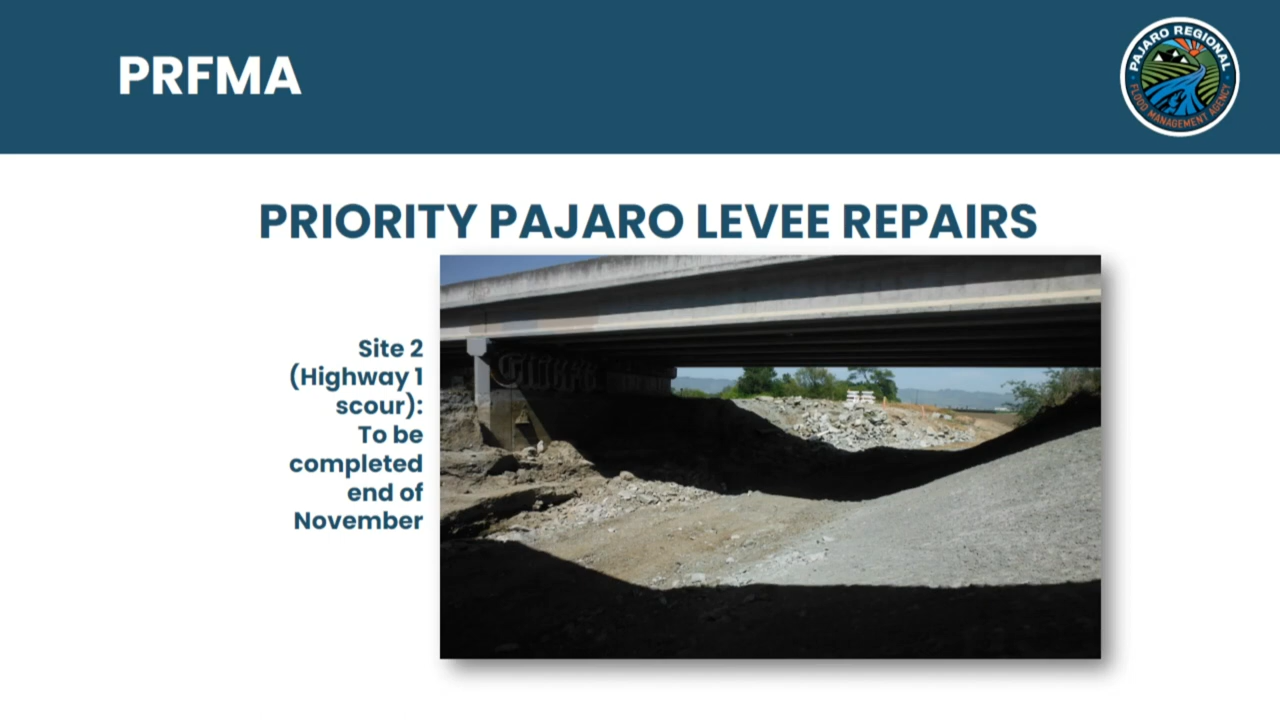 PRFMA
PAJARO REGIONAL
FLOOD MANAGEMENT AGENCY
PRIORITY PAJARO LEVEE REPAIRS
Site 2
(Highway 1
scour):
To be
completed
end of
November